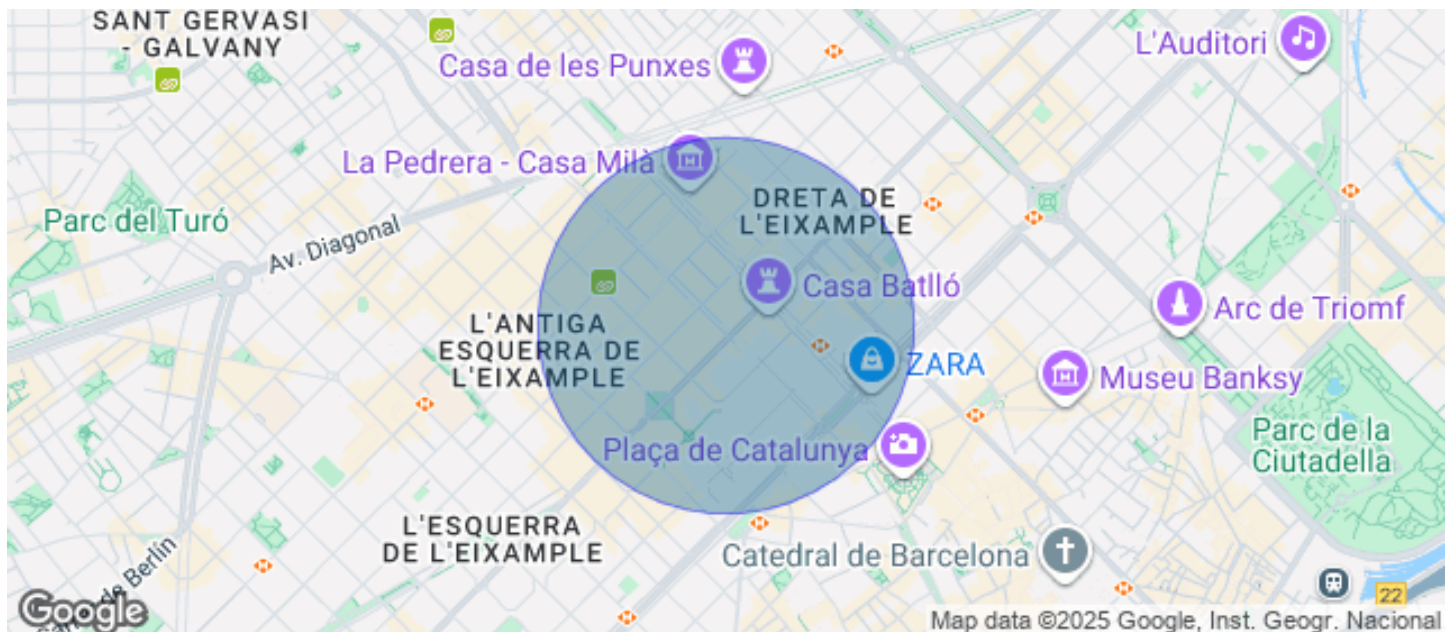 SANT GERVASI
- GALVANY
Casa de les Punxes
L'Auditori
La Pedrera - Casa Milà
DRETA DE
L'EIXAMPLE
Parc del Turó
Av. Diagonal
Casa Batlló
Arc de Triomf
L'ANTIGA
ESQUERRA DE
L'EIXAMPLE
ZARA
Museu Banksy
Plaça de Catalunya
Parc de la
Ciutadella
L'ESQUERRA
DE L'EIXAMPLE
Catedral de Barcelona
de Berlín
22
Google
Map data ©2025 Google, Inst. Geogr. Nacional